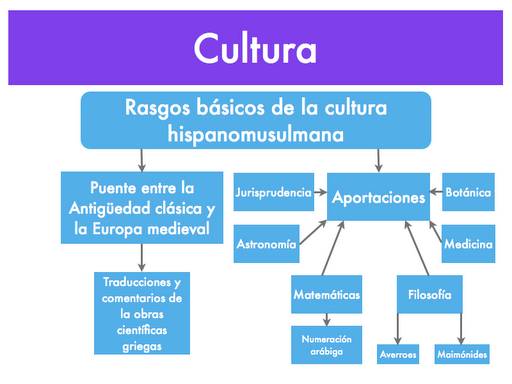 Cultura
Rasgos básicos de la cultura
hispanomusulmana
Puente entre la
Antigüedad clásica y
la Europa medieval
Traducciones y
comentarios de
la obras
científicas
griegas
Jurisprudencia
Aportaciones
Botánica
Astronomía
Medicina
Matemáticas
Filosofía
Numeración
arábiga
Averroes
Maimónides